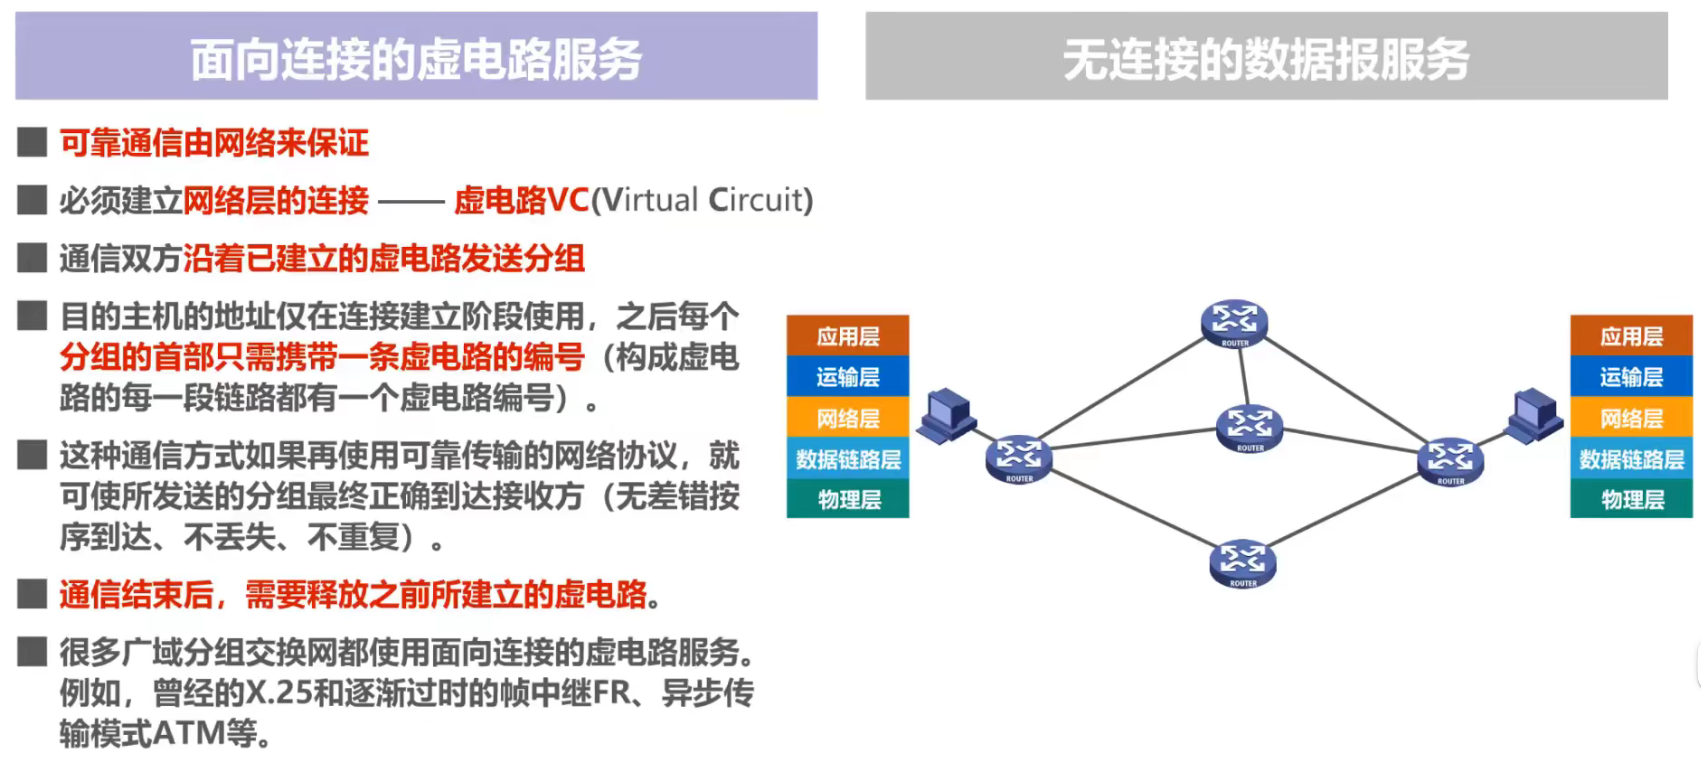 面向连接的虚电路服务
无连接的数据报服务
可靠通信由网络来保证
必须建立网络层的连接 —— 虚电路VC(Virtual Circuit)
通信双方沿着已建立的虚电路发送分组
目的主机的地址仅在连接建立阶段使用，之后每个
分组的首部只需携带一条虚电路的编号（构成虚电
路的每一段链路都有一个虚电路编号）。
这种通信方式如果再使用可靠传输的网络协议，就
可使所发送的分组最终正确到达接收方（无差错按
序到达、不丢失、不重复）。
通信结束后，需要释放之前所建立的虚电路。
很多广域分组交换网都使用面向连接的虚电路服务。
例如，曾经的X.25和逐渐过时的帧中继FR、异步传
输模式ATM等。
应用层
运输层
网络层
数据链路层
物理层
ROUTER
ROUTER
ROUTER
ROUTER
ROUTER
应用层
运输层
网络层
数据链路层
物理层